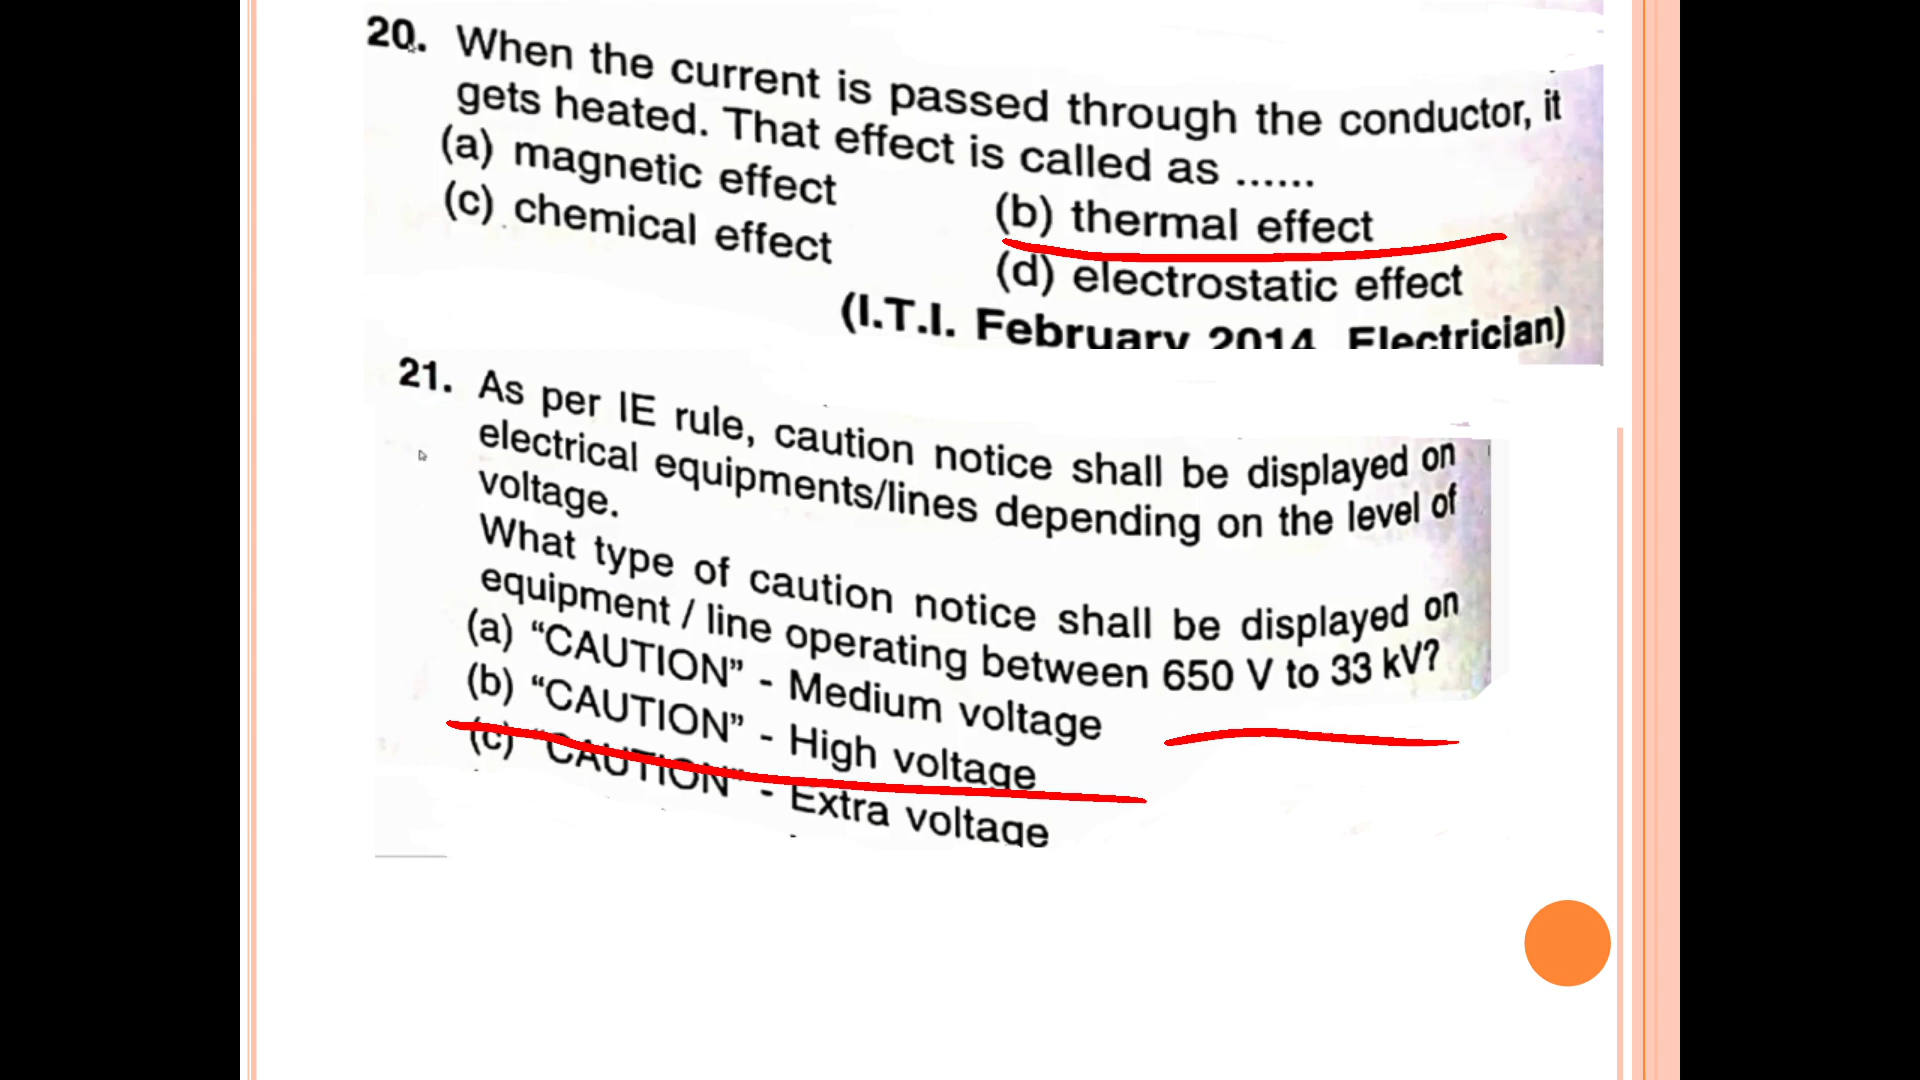 20. When the current is passed through the conductor, it
gets heated. That effect is called as ......
(a) magnetic effect
(b) thermal effect
(c) chemical effect
(d) electrostatic effect
(I.T.I. February 2014 Electrician)
21. As per IE rule, caution notice shall be displayed on
electrical equipments/lines depending on the level of
voltage.
What type of caution notice shall be displayed on
equipment / line operating between 650 V to 33 kV?
(a) “CAUTION” - Medium voltage
(b) “CAUTION” - High voltage
(c) “CAUTION” - Extra voltage